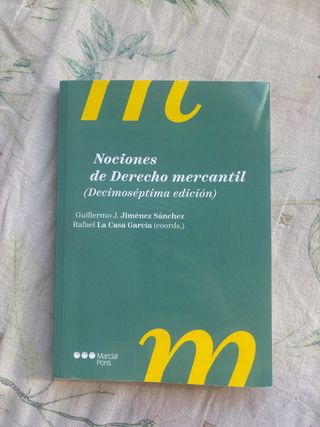 m
Nociones
de Derecho mercantil
(Decimoséptima edición)
Guillermo J. Jiménez Sánchez
Rafael La Casa García (coords.)
Marcial
Pons
m